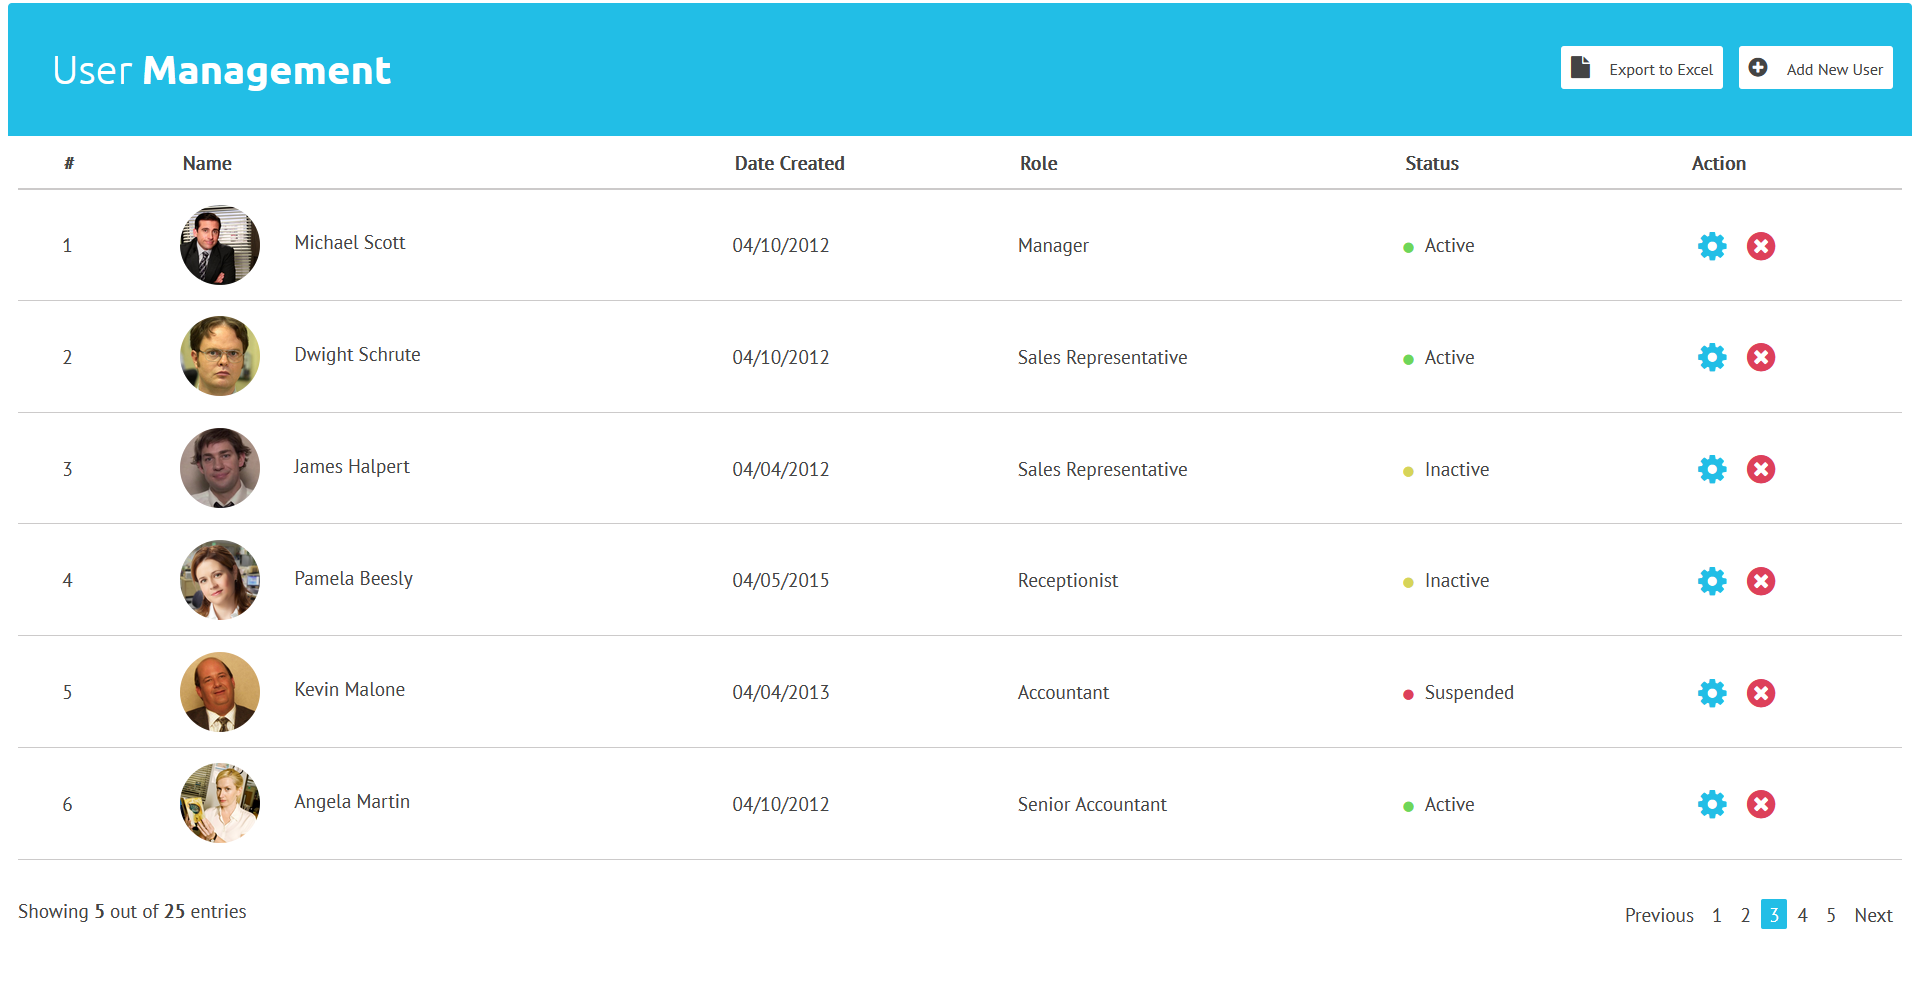 User Management
Export to Excel
Add New User
# Name Date Created Role Status Action
1 Michael Scott 04/10/2012 Manager Active
2 Dwight Schrute 04/10/2012 Sales Representative Active
3 James Halpert 04/04/2012 Sales Representative Inactive
4 Pamela Beesly 04/05/2015 Receptionist Inactive
5 Kevin Malone 04/04/2013 Accountant Suspended
6 Angela Martin 04/10/2012 Senior Accountant Active
Showing 5 out of 25 entries
Previous 1 2 3 4 5 Next